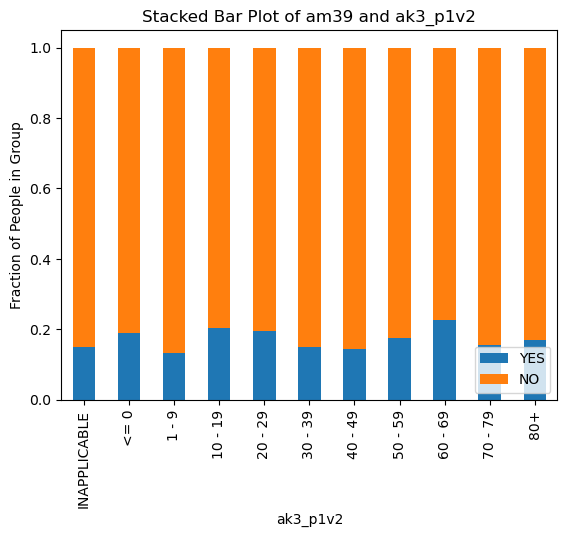 Stacked Bar Plot of am39 and ak3_p1v2
Fraction of People in Group
1.0
0.8
0.6
0.4
0.2
0.0
YES
NO
INAPPLICABLE
<= 0
1 - 9
10 - 19
20 - 29
30 - 39
40 - 49
50 - 59
60 - 69
70 - 79
80+
ak3_p1v2